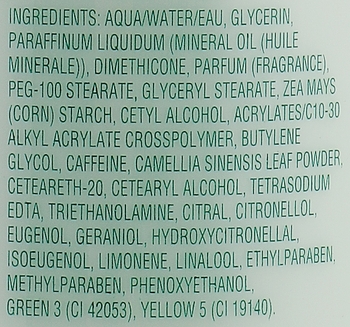 INGREDIENTS: AQUA/WATER/EAU, GLYCERIN,
PARAFFINUM LIQUIDUM (MINERAL OIL (HUILE
MINERALE)), DIMETHICONE, PARFUM (FRAGRANCE),
PEG-100 STEARATE, GLYCERYL STEARATE, ZEA MAYS
(CORN) STARCH, CETYL ALCOHOL, ACRYLATES/C10-30
ALKYL ACRYLATE CROSSPOLYMER, BUTYLENE
GLYCOL, CAFFEINE, CAMELLIA SINENSIS LEAF POWDER,
CETEARETH-20, CETEARYL ALCOHOL, TETRASODIUM
EDTA, TRIETHANOLAMINE, CITRAL, CITRONELLOL,
EUGENOL, GERANIOL, HYDROXYCITRONELLAL,
ISOEUGENOL, LIMONENE, LINALOOL, ETHYLPARABEN,
METHYLPARABEN, PHENOXYETHANOL,
GREEN 3 (CI 42053), YELLOW 5 (CI 19140).